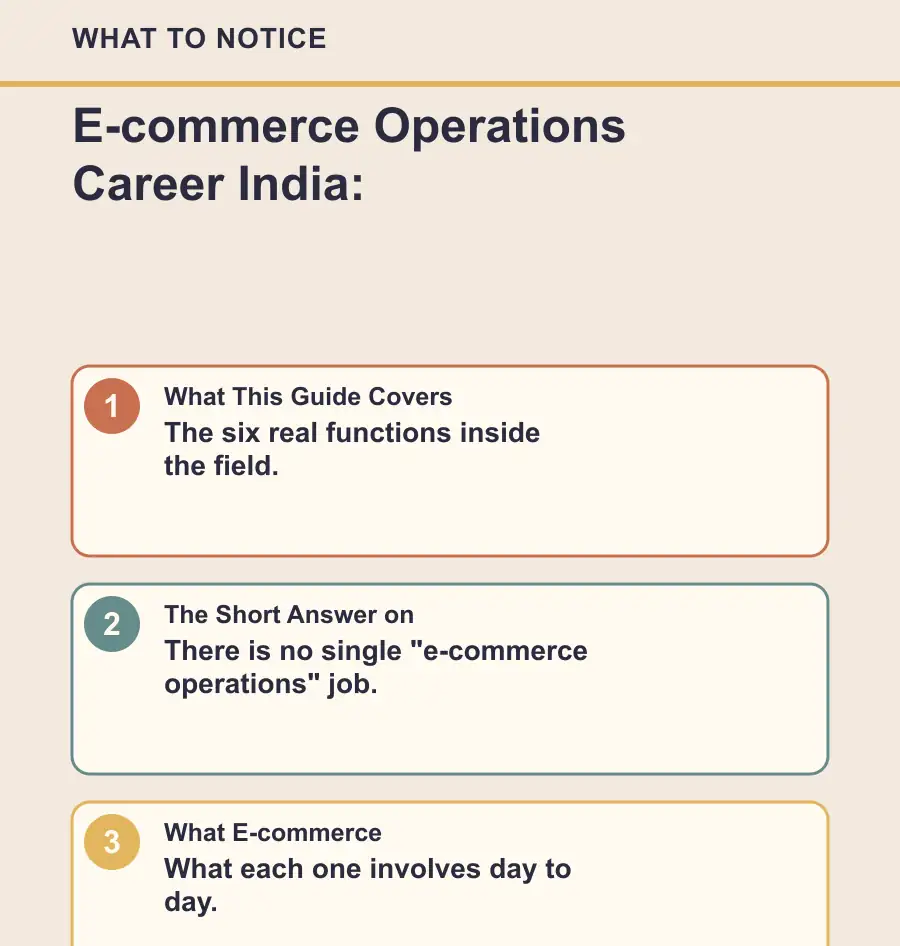 WHAT TO NOTICE
E-commerce Operations
Career India:
1
What This Guide Covers
The six real functions inside
the field.
2
The Short Answer on
There is no single "e-commerce
operations" job.
3
What E-commerce
What each one involves day to
day.